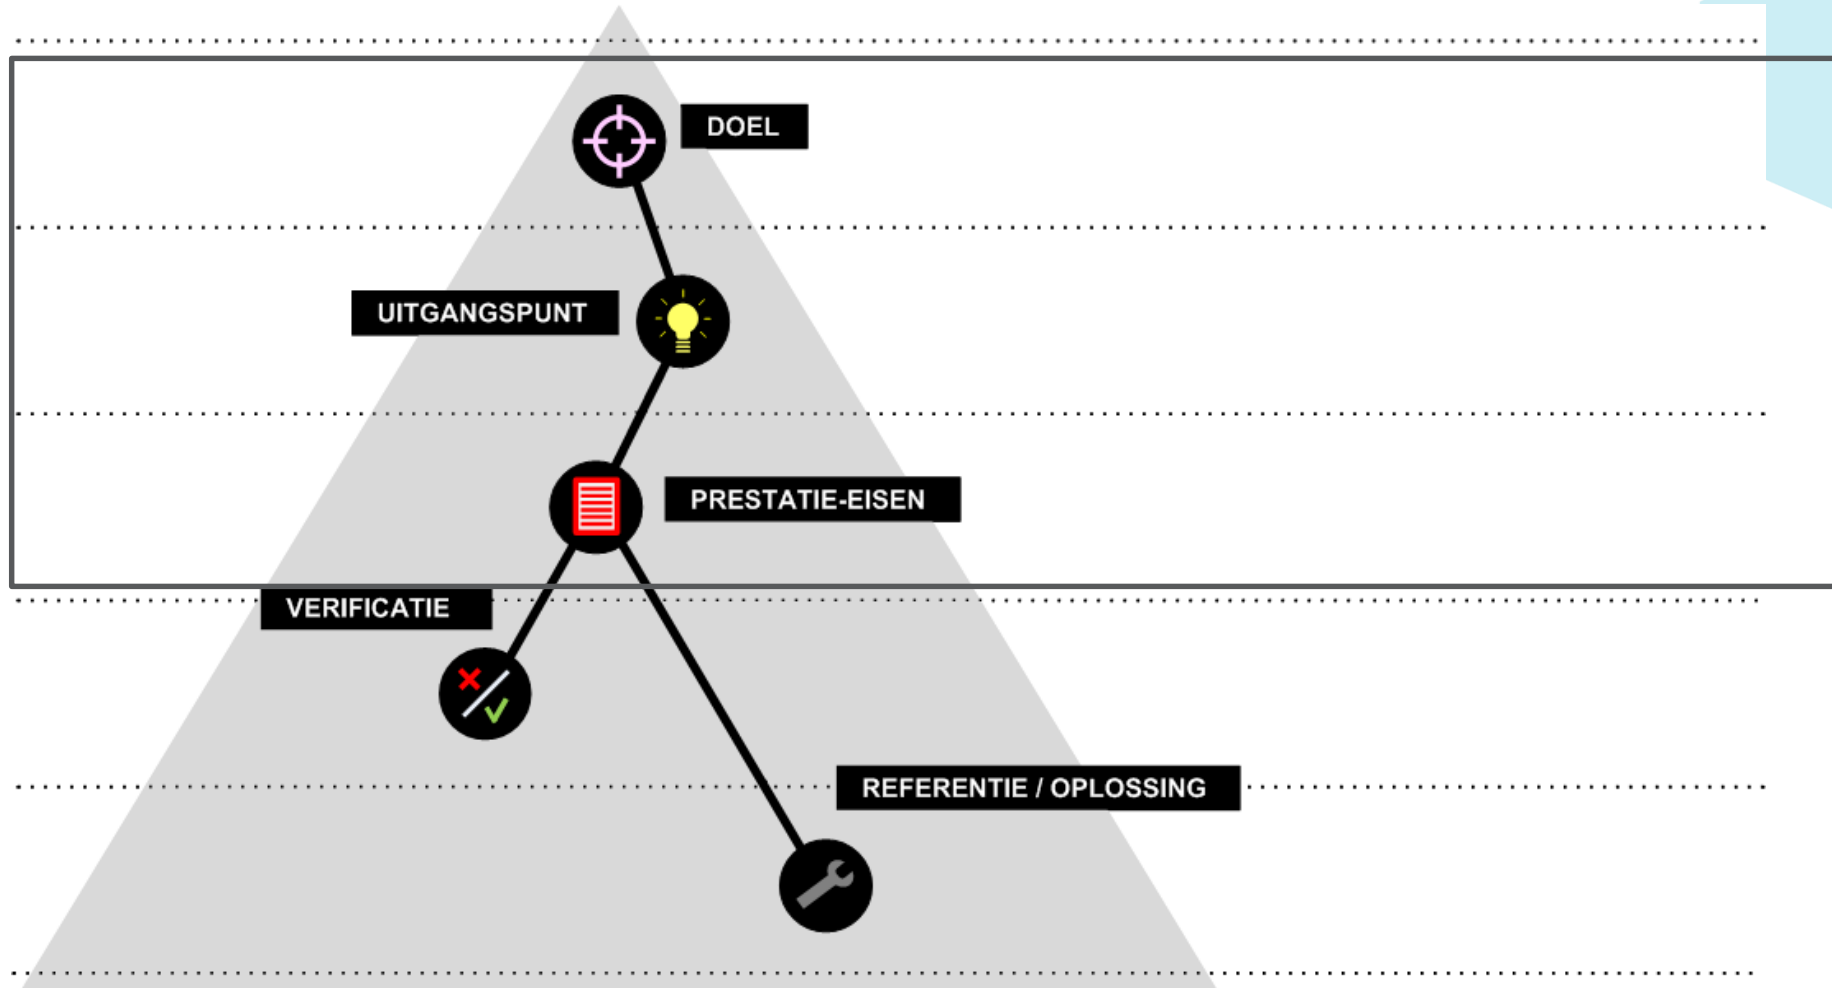 DOEL
UITGANGSPUNT
PRESTATIE-EISEN
VERIFICATIE
REFERENTIE / OPLOSSING